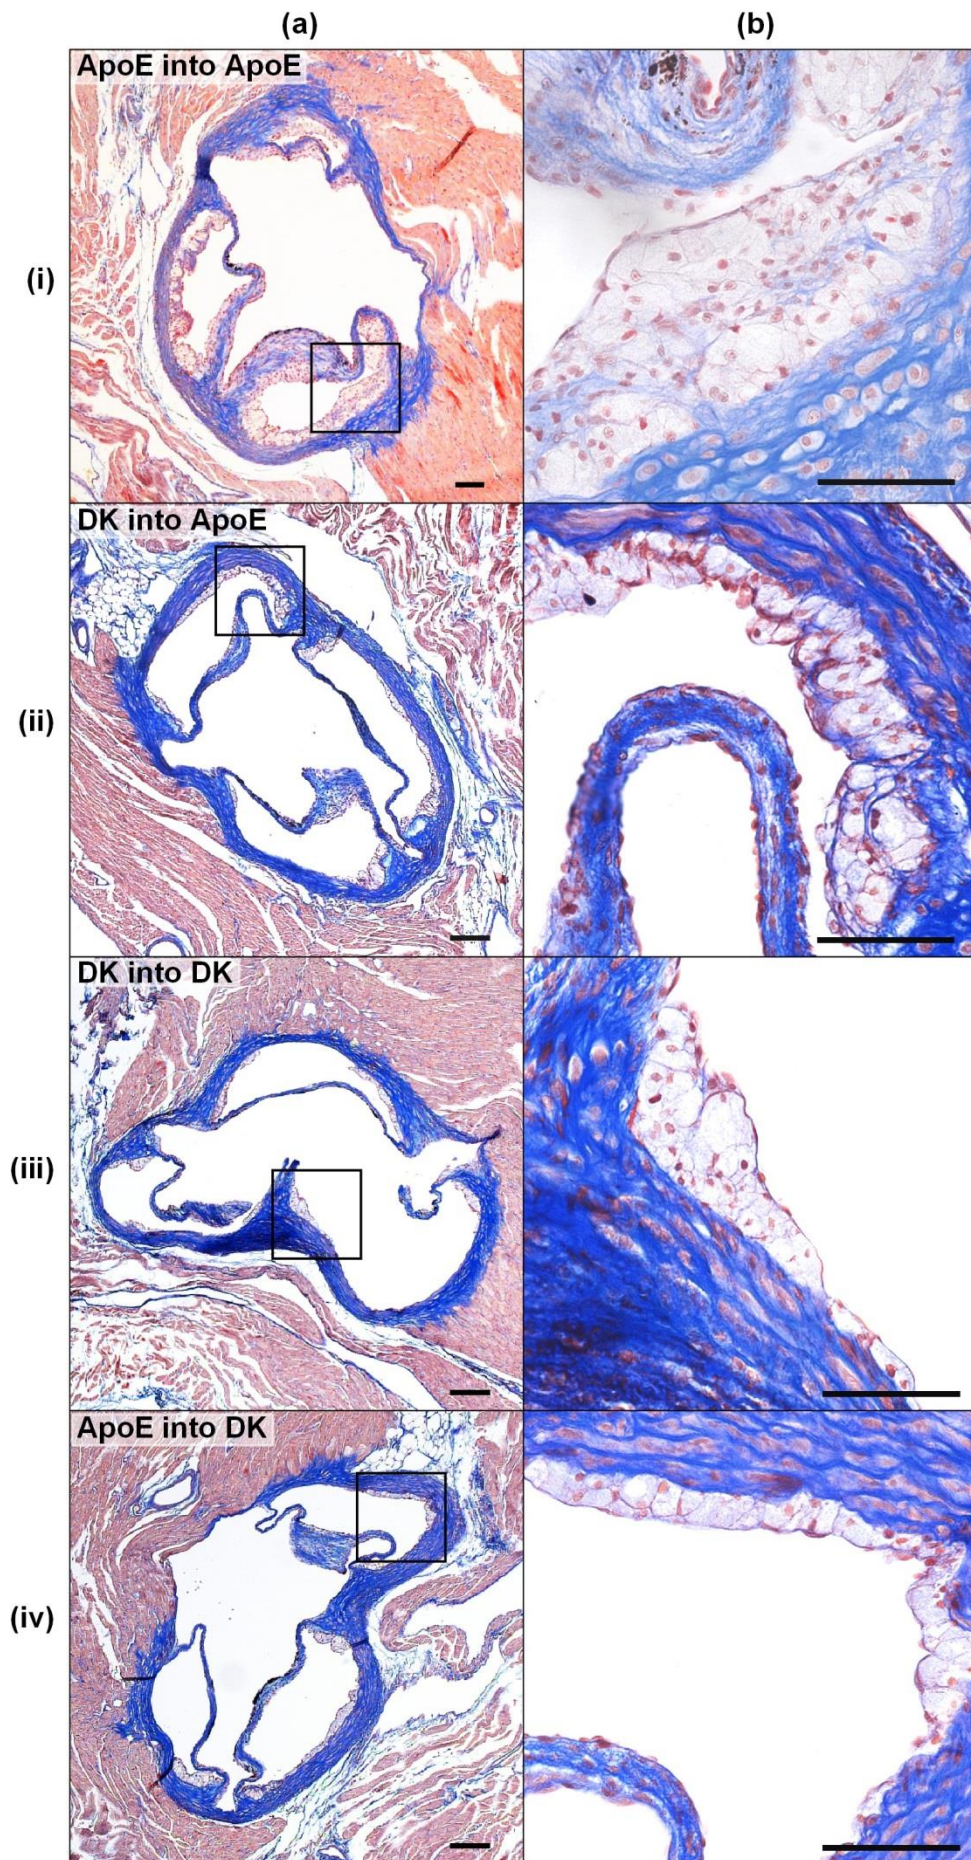 (a)
(b)
ApoE into ApoE
(i)
DK into ApoE
(ii)
DK into DK
(iii)
ApoE into DK
(iv)